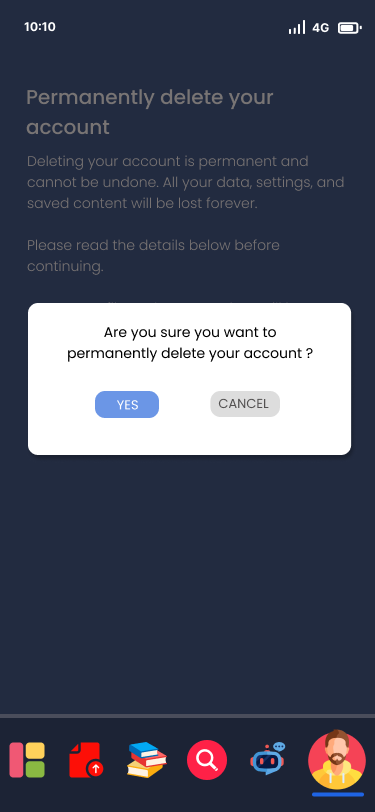 10:10
4G
Permanently delete your
account
Deleting your account is permanent and
cannot be undone. All your data, settings, and
saved content will be lost forever.
Please read the details below before
continuing.
Are you sure you want to
permanently delete your account ?
YES
CANCEL